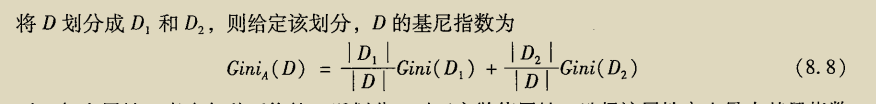 将 D 划分成 D₁ 和 D₂，则给定该划分，D 的基尼指数为
Gini_A(D) = |D₁|/|D| Gini(D₁) + |D₂|/|D| Gini(D₂) (8.8)